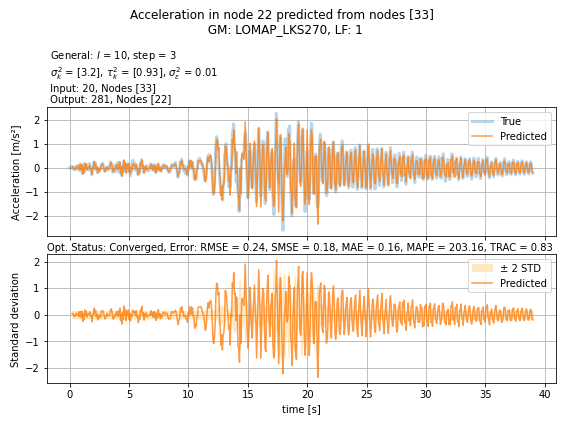 Acceleration in node 22 predicted from nodes [33]
GM: LOMAP_LKS270, LF: 1
General: l = 10, step = 3
σ²ₖ = [3.2], τ²ₖ = [0.93], σ²ε = 0.01
Input: 20, Nodes [33]
Output: 281, Nodes [22]
True
Predicted
Acceleration [m/s²]
2
1
0
−1
−2
Opt. Status: Converged, Error: RMSE = 0.24, SMSE = 0.18, MAE = 0.16, MAPE = 203.16, TRAC = 0.83
± 2 STD
Predicted
Standard deviation
2
1
0
−1
−2
0 5 10 15 20 25 30 35 40
time [s]